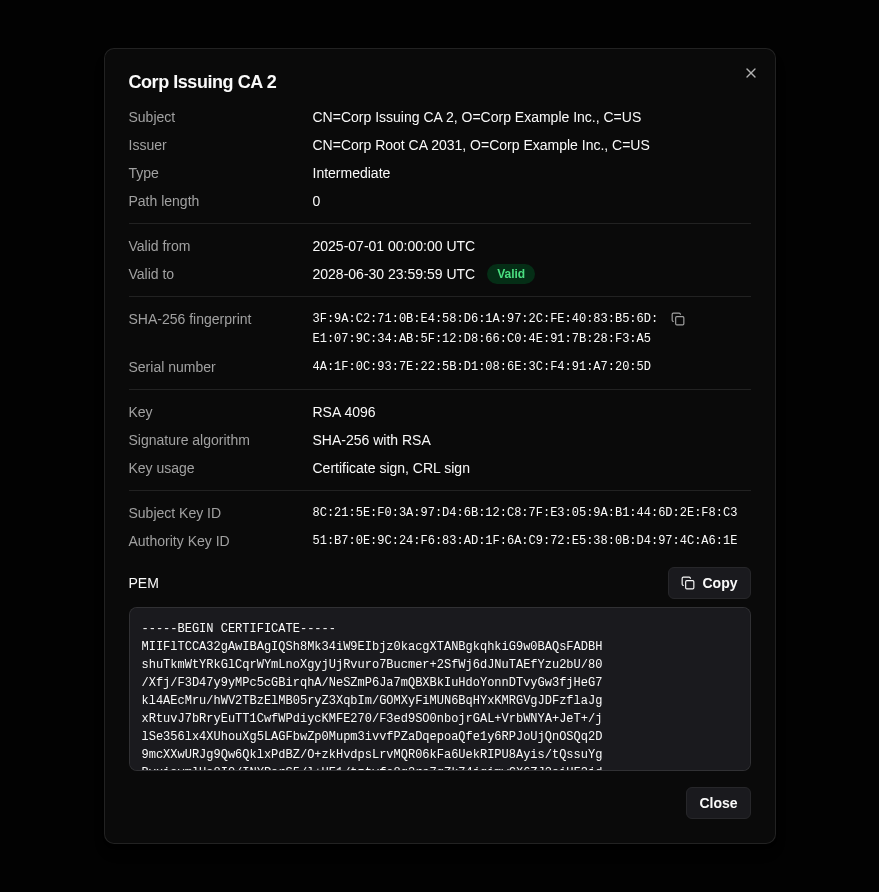 Corp Issuing CA 2
Subject CN=Corp Issuing CA 2, O=Corp Example Inc., C=US
Issuer CN=Corp Root CA 2031, O=Corp Example Inc., C=US
Type Intermediate
Path length 0
Valid from 2025-07-01 00:00:00 UTC
Valid to 2028-06-30 23:59:59 UTC Valid
SHA-256 fingerprint 3F:9A:C2:71:0B:E4:58:D6:1A:97:2C:FE:40:83:B5:6D:
E1:07:9C:34:AB:5F:12:D8:66:C0:4E:91:7B:28:F3:A5
Serial number 4A:1F:0C:93:7E:22:5B:D1:08:6E:3C:F4:91:A7:20:5D
Key RSA 4096
Signature algorithm SHA-256 with RSA
Key usage Certificate sign, CRL sign
Subject Key ID 8C:21:5E:F0:3A:97:D4:6B:12:C8:7F:E3:05:9A:B1:44:6D:2E:F8:C3
Authority Key ID 51:B7:0E:9C:24:F6:83:AD:1F:6A:C9:72:E5:38:0B:D4:97:4C:A6:1E
PEM Copy
-----BEGIN CERTIFICATE-----
MIIFlTCCA32gAwIBAgIQSh8Mk34iW9EIbjz0kacgXTANBgkqhkiG9w0BAQsFADBH
shuTkmWtYRkGlCqrWYmLnoXgyjUjRvuro7Bucmer+2SfWj6dJNuTAEfYzu2bU/80
/Xfj/F3D47y9yMPc5cGBirqhA/NeSZmP6Ja7mQBXBkIuHdoYonnDTvyGw3fjHeG7
kl4AEcMru/hWV2TBzElMB05ryZ3XqbIm/GOMXyFiMUN6BqHYxKMRGVgJDFzflaJg
xRtuvJ7bRryEuTT1CwfWPdiycKMFE270/F3ed9SO0nbojrGAL+VrbWNYA+JeT+/j
lSe356lx4XUhouXg5LAGFbwZp0Mupm3ivvfPZaDqepoaQfe1y6RPJoUjQnOSQq2D
9mcXXwURJg9Qw6QklxPdBZ/O+zkHvdpsLrvMQR06kFa6UekRIPU8Ayis/tQssuYg
Close